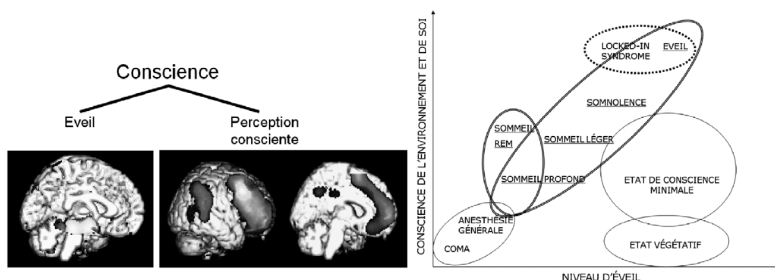 Conscience
Eveil
Perception
consciente
CONSCIENCE DE L'ENVIRONNEMENT ET DE SOI
LOCKED-IN
SYNDROME
EVEIL
SOMNOLENCE
SOMMEIL
REM
SOMMEIL LÉGER
SOMMEIL PROFOND
ETAT DE CONSCIENCE
MINIMALE
ANESTHÉSIE
GÉNÉRALE
COMA
ETAT VÉGÉTATIF
NIVEAU D'ÉVEIL